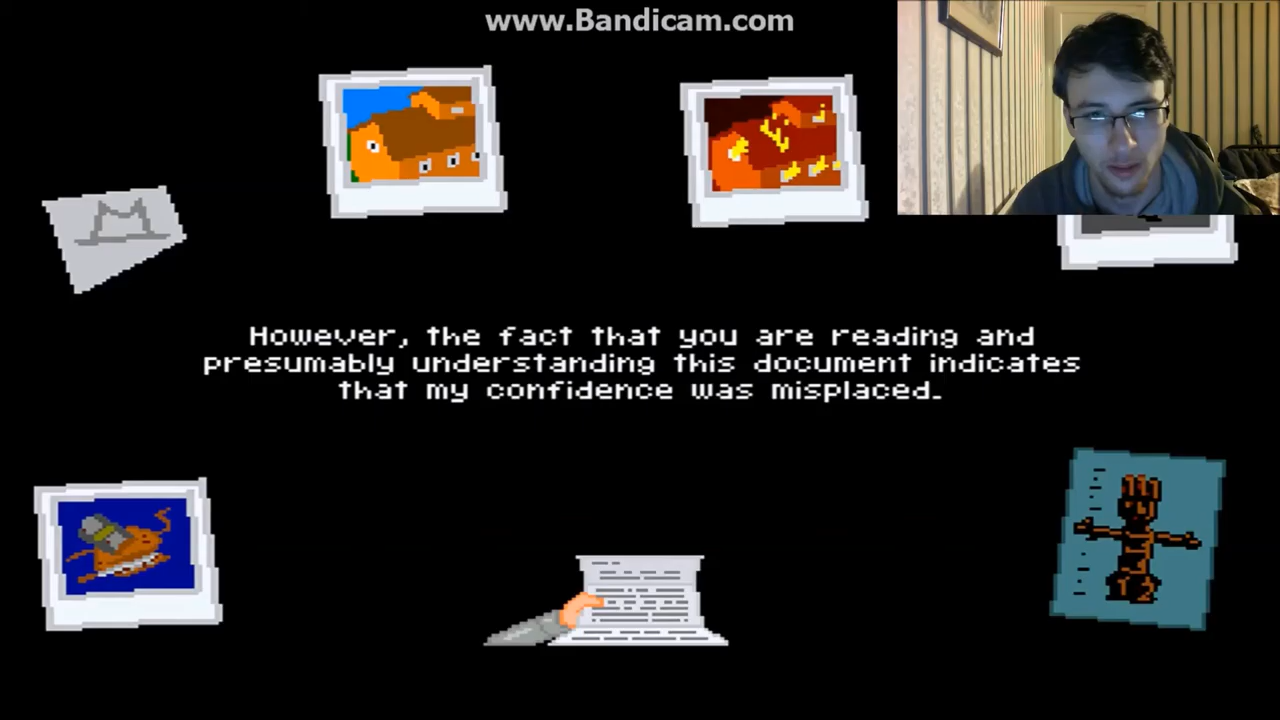 www.Bandicam.com
However, the fact that you are reading and
presumably understanding this document indicates
that my confidence was misplaced.